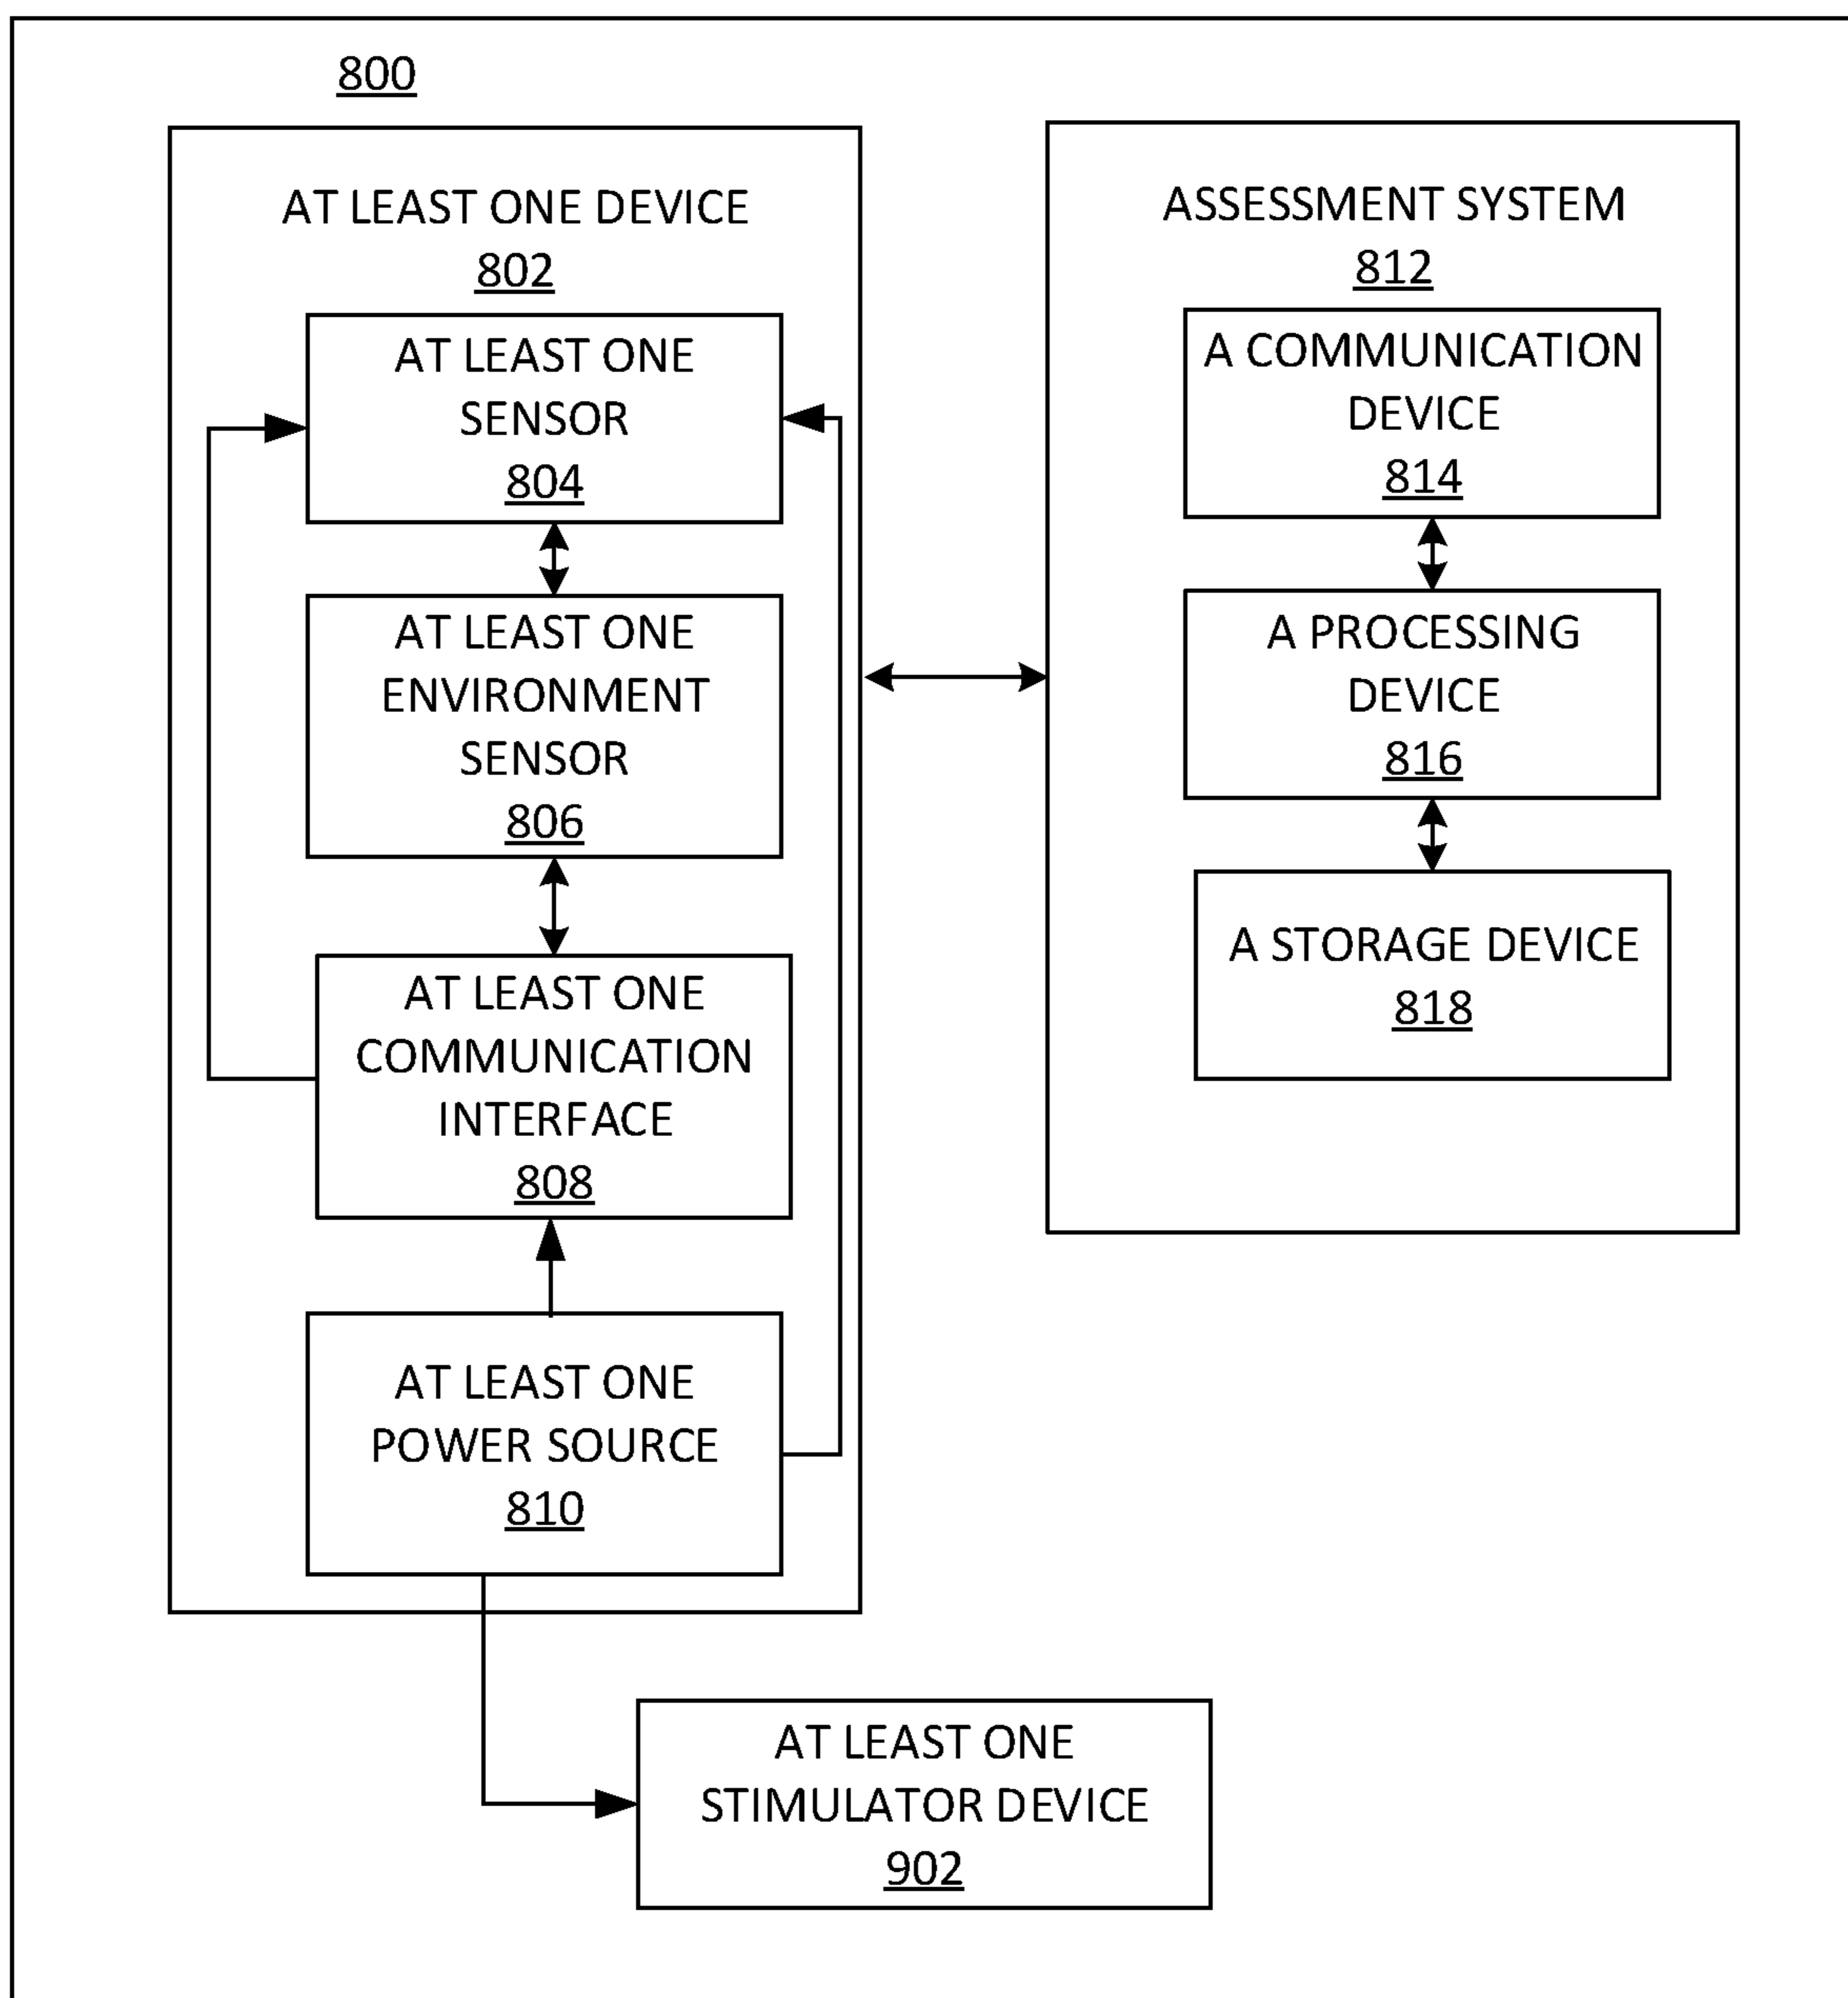 800
AT LEAST ONE DEVICE
802
AT LEAST ONE
SENSOR
804
AT LEAST ONE
ENVIRONMENT
SENSOR
806
AT LEAST ONE
COMMUNICATION
INTERFACE
808
AT LEAST ONE
POWER SOURCE
810
ASSESSMENT SYSTEM
812
A COMMUNICATION
DEVICE
814
A PROCESSING
DEVICE
816
A STORAGE DEVICE
818
AT LEAST ONE
STIMULATOR DEVICE
902